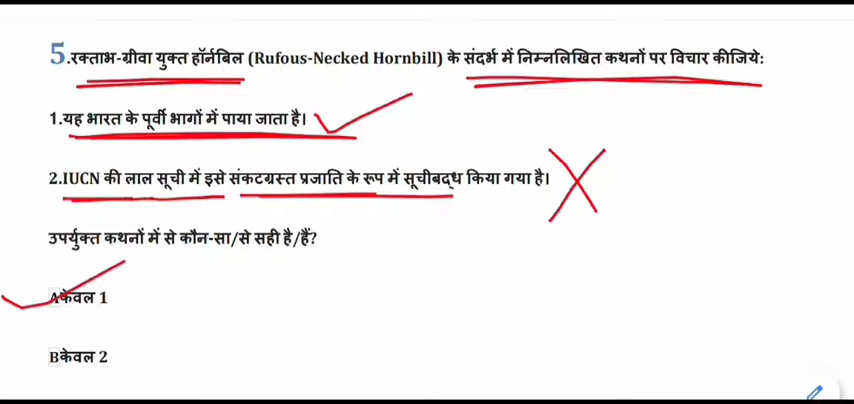 5.रक्ताभ-ग्रीवा युक्त हॉर्नबिल (Rufous-Necked Hornbill) के संदर्भ में निम्नलिखित कथनों पर विचार कीजिये:
1.यह भारत के पूर्वी भागों में पाया जाता है।
2.IUCN की लाल सूची में इसे संकटग्रस्त प्रजाति के रूप में सूचीबद्ध किया गया है।
उपर्युक्त कथनों में से कौन-सा/से सही है/हैं?
Aकेवल 1
Bकेवल 2